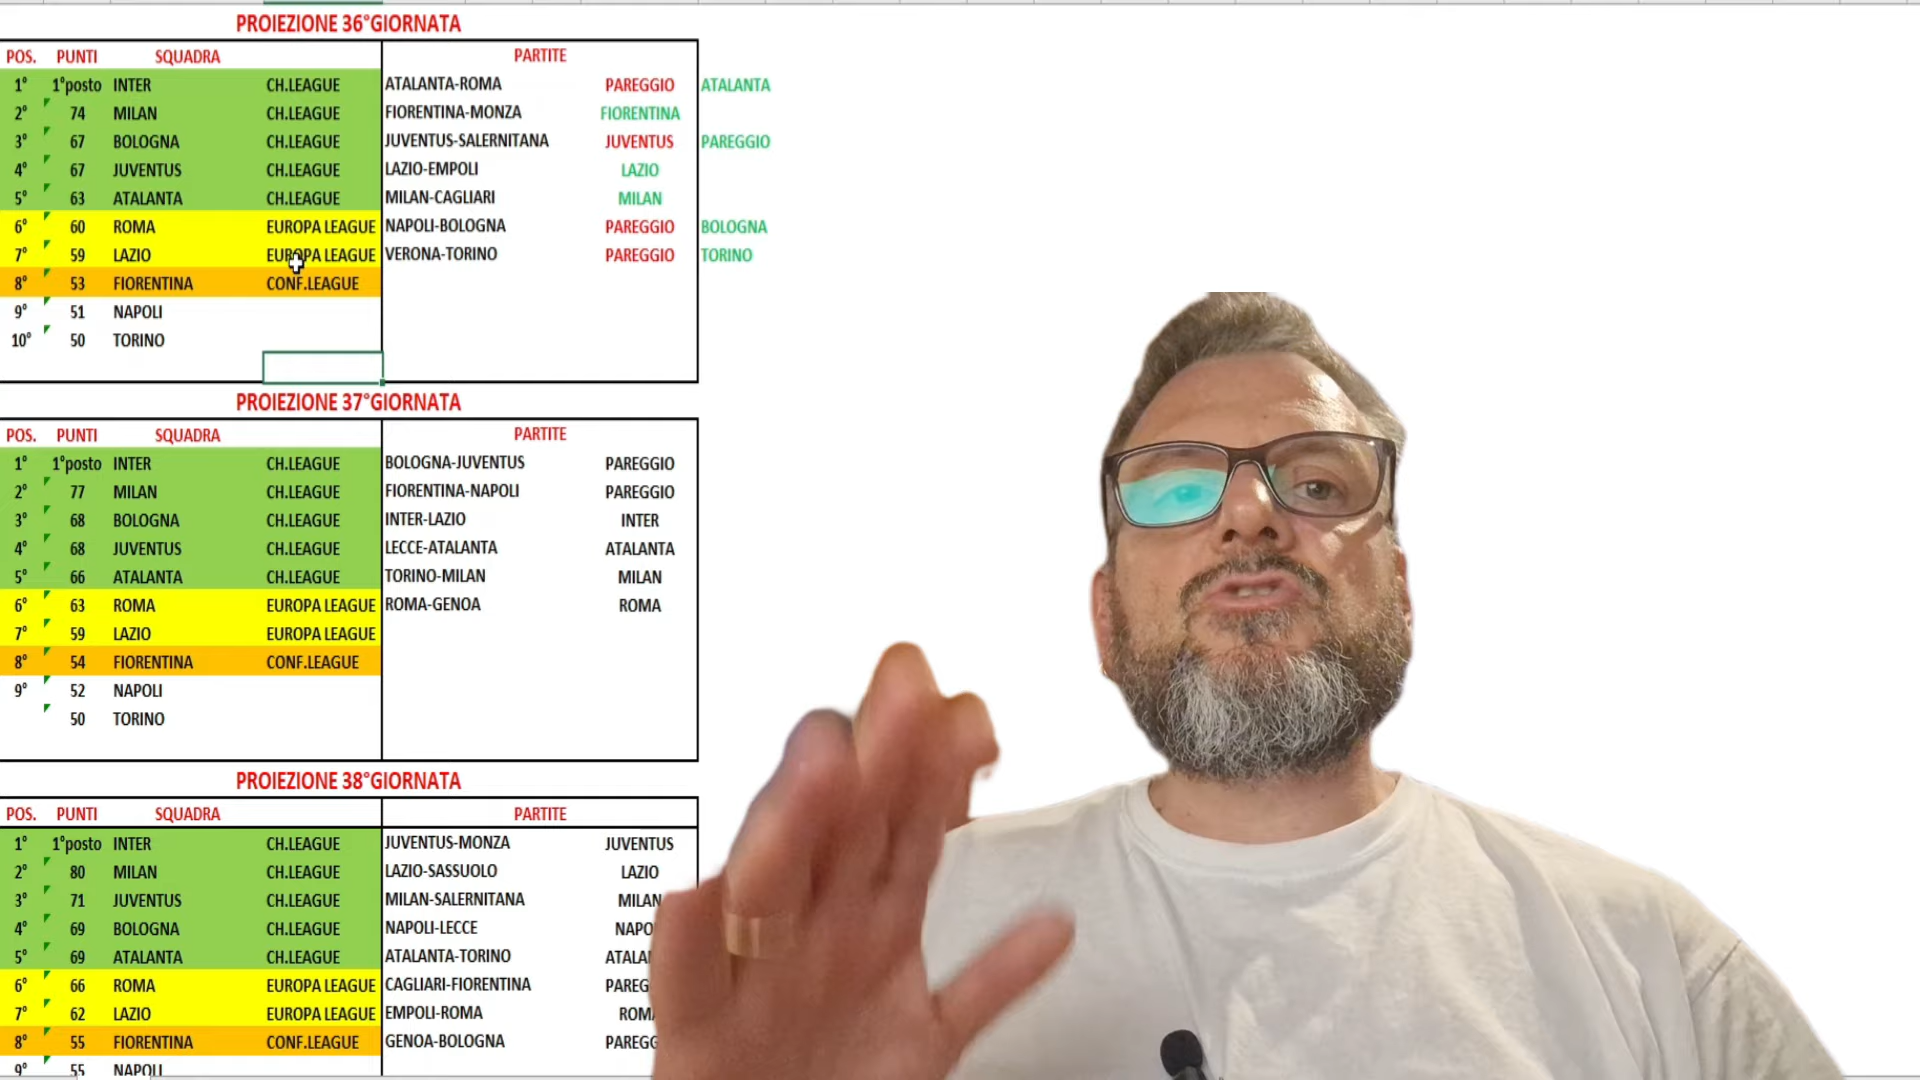 PROIEZIONE 36°GIORNATA
POS. PUNTI SQUADRA PARTITE
1° 1°posto INTER CH.LEAGUE ATALANTA-ROMA PAREGGIO ATALANTA
2° 74 MILAN CH.LEAGUE FIORENTINA-MONZA FIORENTINA
3° 67 BOLOGNA CH.LEAGUE JUVENTUS-SALERNITANA JUVENTUS PAREGGIO
4° 67 JUVENTUS CH.LEAGUE LAZIO-EMPOLI LAZIO
5° 63 ATALANTA CH.LEAGUE MILAN-CAGLIARI MILAN
6° 60 ROMA EUROPA LEAGUE NAPOLI-BOLOGNA PAREGGIO BOLOGNA
7° 59 LAZIO EUROPA LEAGUE VERONA-TORINO PAREGGIO TORINO
8° 53 FIORENTINA CONF.LEAGUE
9° 51 NAPOLI
10° 50 TORINO
PROIEZIONE 37°GIORNATA
POS. PUNTI SQUADRA PARTITE
1° 1°posto INTER CH.LEAGUE BOLOGNA-JUVENTUS PAREGGIO
2° 77 MILAN CH.LEAGUE FIORENTINA-NAPOLI PAREGGIO
3° 68 BOLOGNA CH.LEAGUE INTER-LAZIO INTER
4° 68 JUVENTUS CH.LEAGUE LECCE-ATALANTA ATALANTA
5° 66 ATALANTA CH.LEAGUE TORINO-MILAN MILAN
6° 63 ROMA EUROPA LEAGUE ROMA-GENOA ROMA
7° 59 LAZIO EUROPA LEAGUE
8° 54 FIORENTINA CONF.LEAGUE
9° 52 NAPOLI
50 TORINO
PROIEZIONE 38°GIORNATA
POS. PUNTI SQUADRA PARTITE
1° 1°posto INTER CH.LEAGUE JUVENTUS-MONZA JUVENTUS
2° 80 MILAN CH.LEAGUE LAZIO-SASSUOLO LAZIO
3° 71 JUVENTUS CH.LEAGUE MILAN-SALERNITANA MILAN
4° 69 BOLOGNA CH.LEAGUE NAPOLI-LECCE NAPO
5° 69 ATALANTA CH.LEAGUE ATALANTA-TORINO ATALA
6° 66 ROMA EUROPA LEAGUE CAGLIARI-FIORENTINA PAREG
7° 62 LAZIO EUROPA LEAGUE EMPOLI-ROMA ROMA
8° 55 FIORENTINA CONF.LEAGUE GENOA-BOLOGNA PAREGG
9° 55 NAPOLI